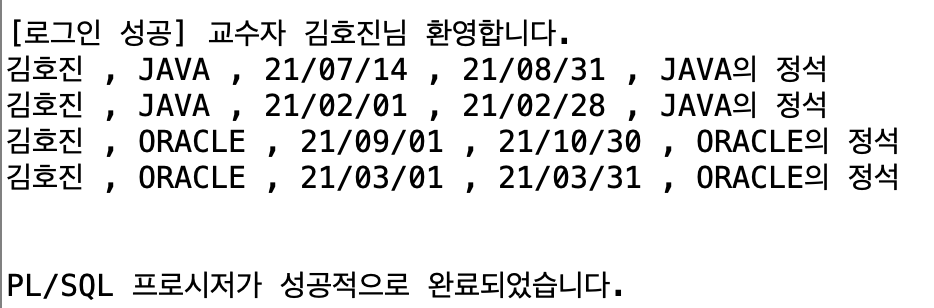 [로그인 성공] 교수자 김호진님 환영합니다.
김호진 , JAVA , 21/07/14 , 21/08/31 , JAVA의 정석
김호진 , JAVA , 21/02/01 , 21/02/28 , JAVA의 정석
김호진 , ORACLE , 21/09/01 , 21/10/30 , ORACLE의 정석
김호진 , ORACLE , 21/03/01 , 21/03/31 , ORACLE의 정석
PL/SQL 프로시저가 성공적으로 완료되었습니다.